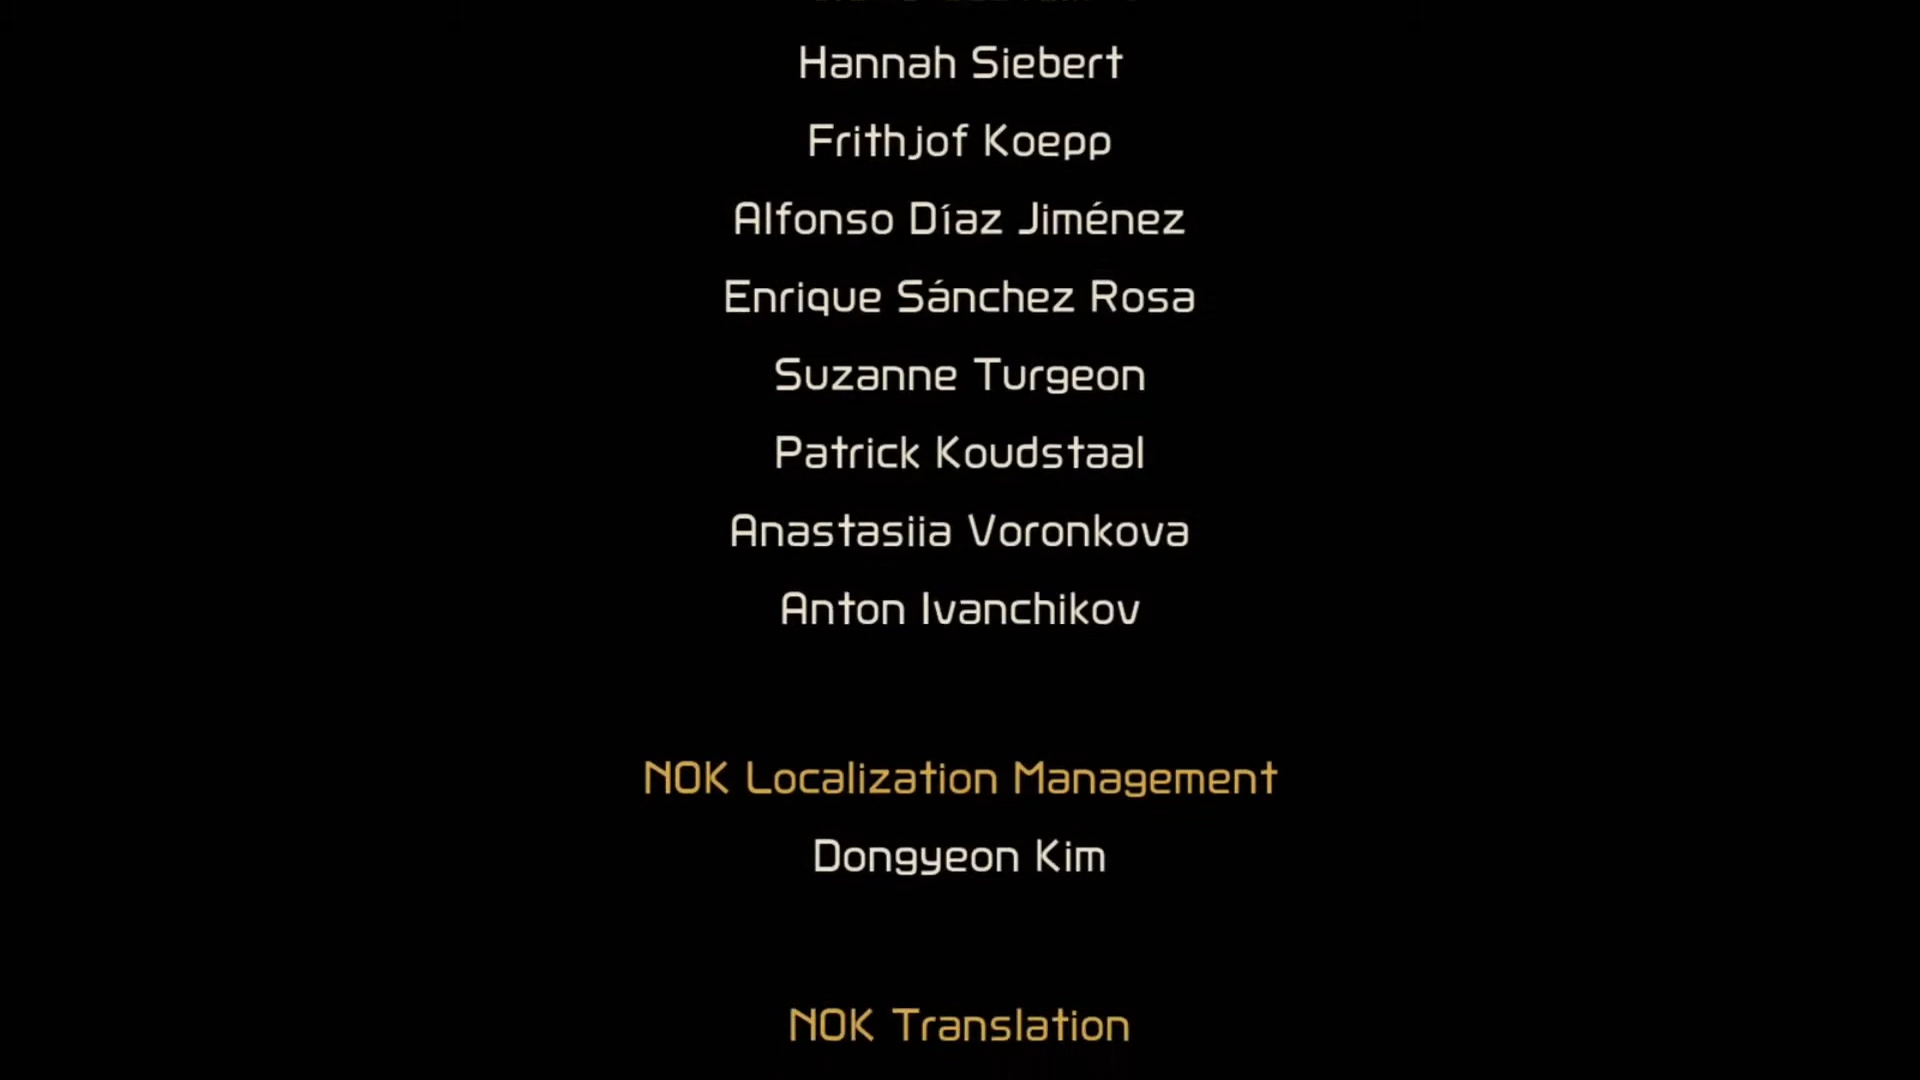 Hannah Siebert
Frithjof Koepp
Alfonso Díaz Jiménez
Enrique Sánchez Rosa
Suzanne Turgeon
Patrick Koudstaal
Anastasiia Voronkova
Anton Ivanchikov
NOK Localization Management
Dongyeon Kim
NOK Translation